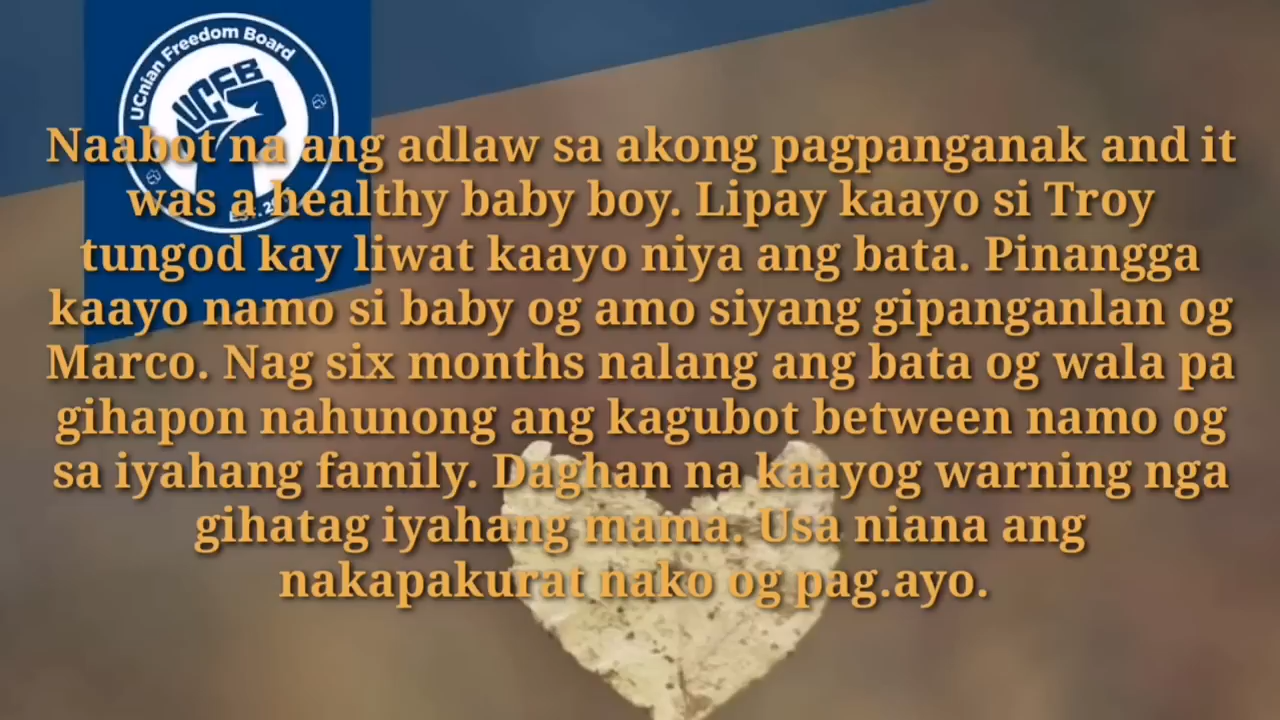 UCnian Freedom Board
UCFB
Naabot na ang adlaw sa akong pagpanganak and it
was a healthy baby boy. Lipay kaayo si Troy
tungod kay liwat kaayo niya ang bata. Pinangga
kaayo namo si baby og amo siyang gipanganlan og
Marco. Nag six months nalang ang bata og wala pa
gihapon nahunong ang kagubot between namo og
sa iyahang family. Daghan na kaayog warning nga
gihatag iyahang mama. Usa niana ang
nakapakurat nako og pag.ayo.
EST.